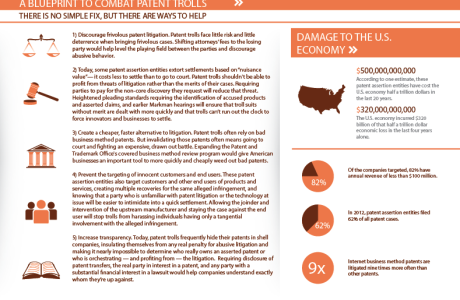 A BLUEPRINT TO COMBAT PATENT TROLLS »
THERE IS NO SIMPLE FIX, BUT THERE ARE WAYS TO HELP
1) Discourage frivolous patent litigation. Patent trolls face little risk and little
deterrence when bringing frivolous cases. Shifting attorneys' fees to the losing
party would help level the playing field between the parties and discourage
abusive behavior.
2) Today, some patent assertion entities extort settlements based on "nuisance
value"— it costs less to settle than to go to court. Patent trolls shouldn't be able to
profit from threats of litigation rather than the merits of their cases. Requiring
parties to pay for the non-core discovery they request will reduce that threat.
Heightened pleading standards requiring the identification of accused products
and asserted claims, and earlier Markman hearings will ensure that troll suits
without merit are dealt with more quickly and that trolls can't run out the clock to
force innovators and businesses to settle.
3) Create a cheaper, faster alternative to litigation. Patent trolls often rely on bad
business method patents. But invalidating those patents often means going to
court and fighting an expensive, drawn out battle. Expanding the Patent and
Trademark Office's covered business method review program would give American
businesses an important tool to more quickly and cheaply weed out bad patents.
4) Prevent the targeting of innocent customers and end users. These patent
assertion entities also target customers and other end users of products and
services, creating multiple recoveries for the same alleged infringement, and
knowing that a party who is unfamiliar with patent litigation or the technology at
issue will be easier to intimidate into a quick settlement. Allowing the joinder and
intervention of the upstream manufacturer and staying the case against the end
user will stop trolls from harassing individuals having only a tangential
involvement with the alleged infringement.
5) Increase transparency. Today, patent trolls frequently hide their patents in shell
companies, insulating themselves from any real penalty for abusive litigation and
making it nearly impossible to determine who really owns an asserted patent or
who is orchestrating — and profiting from — the litigation. Requiring disclosure of
patent transfers, the real party in interest in a patent, and any party with a
substantial financial interest in a lawsuit would help companies understand exactly
whom they're up against.
DAMAGE TO THE U.S.
ECONOMY »
$500,000,000,000
According to one estimate, these
patent assertion entities have cost the
U.S. economy half a trillion dollars in
the last 20 years.
$320,000,000,000
The U.S. economy incurred $320
billion of that half a trillion dollar
economic loss in the last four years
alone.
82%
Of the companies targeted, 82% have
annual revenue of less than $100 million.
62%
In 2012, patent assertion entities filed
62% of all patent cases.
9x
Internet business method patents are
litigated nine times more often than
other patents.